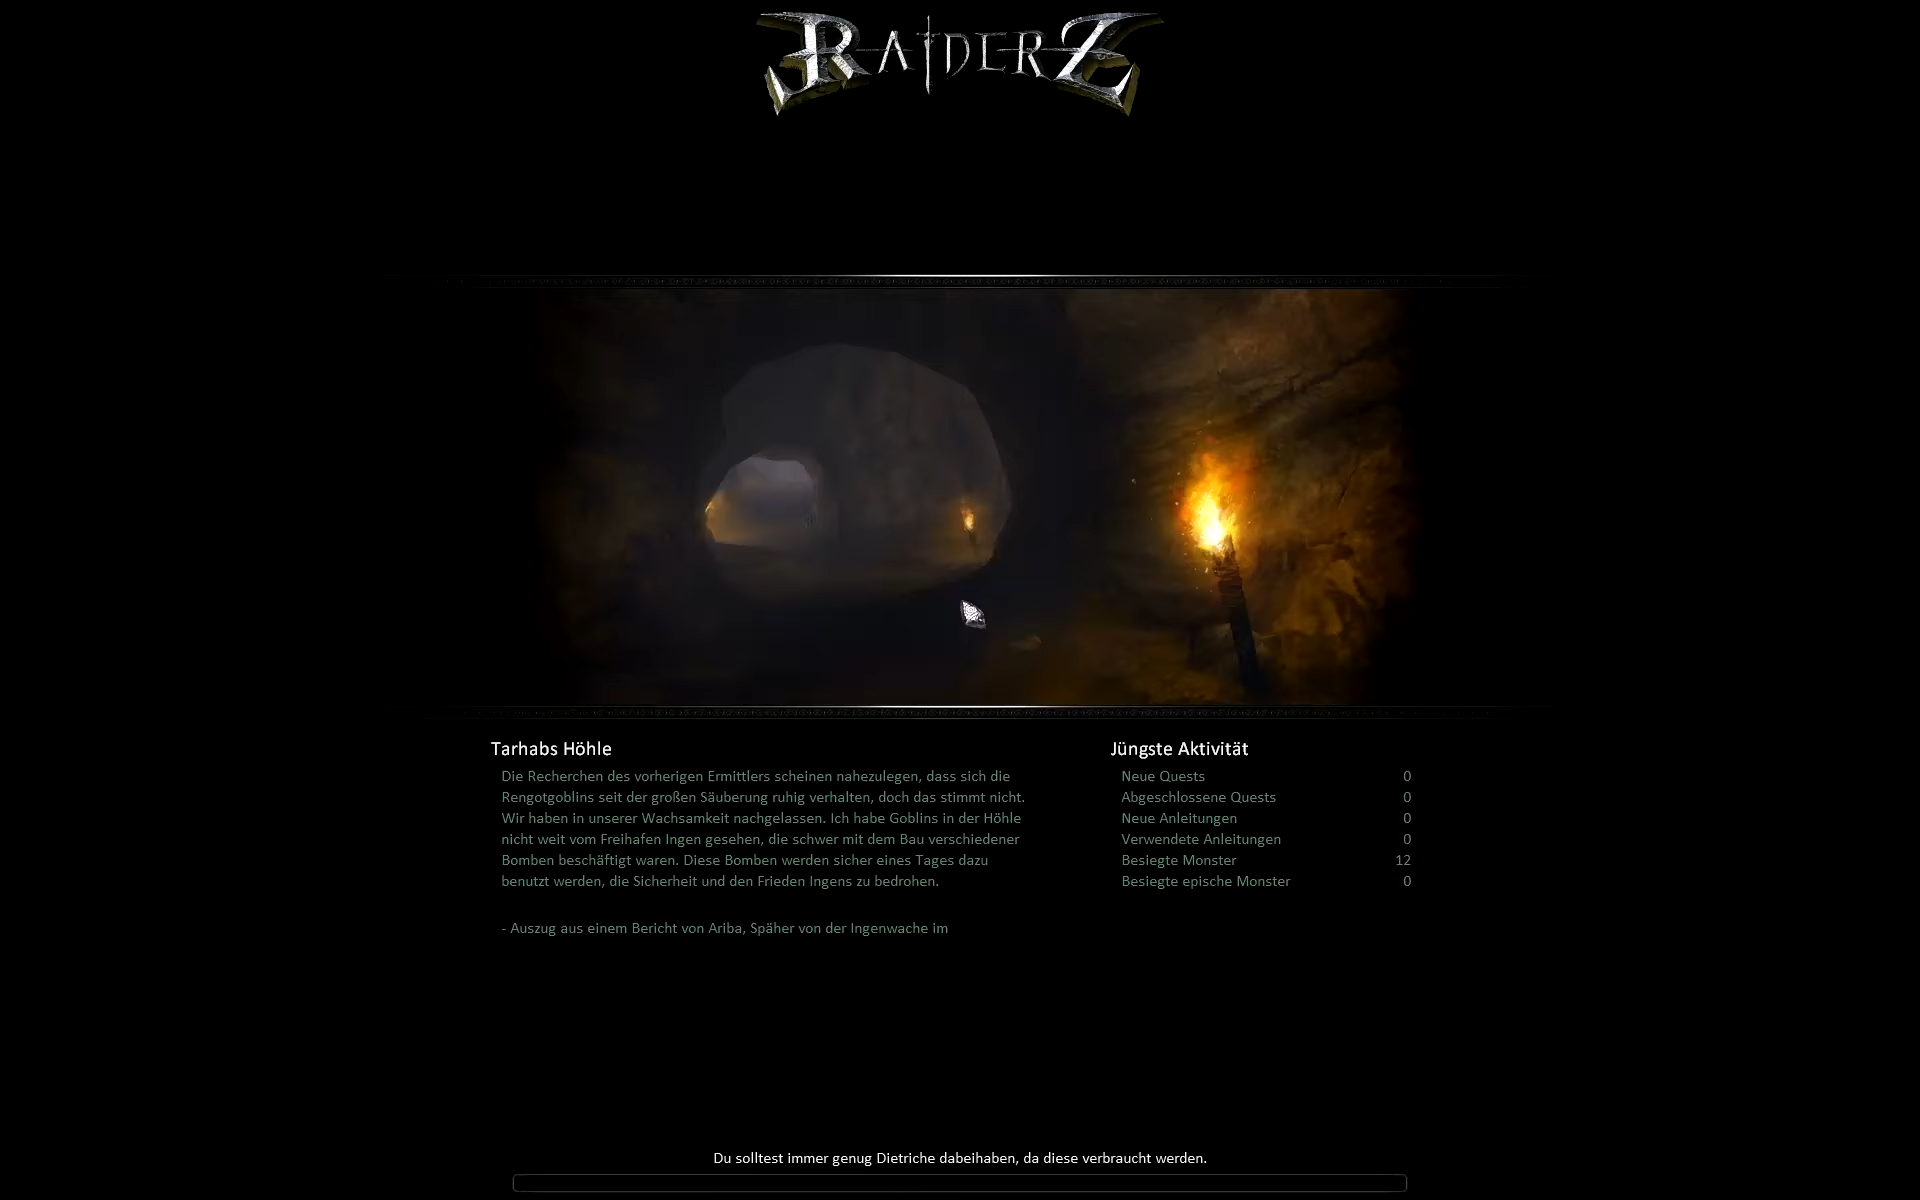 RAIDERZ
Tarhabs Höhle
Die Recherchen des vorherigen Ermittlers scheinen nahezulegen, dass sich die
Rengotgoblins seit der großen Säuberung ruhig verhalten, doch das stimmt nicht.
Wir haben in unserer Wachsamkeit nachgelassen. Ich habe Goblins in der Höhle
nicht weit vom Freihafen Ingen gesehen, die schwer mit dem Bau verschiedener
Bomben beschäftigt waren. Diese Bomben werden sicher eines Tages dazu
benutzt werden, die Sicherheit und den Frieden Ingens zu bedrohen.
- Auszug aus einem Bericht von Ariba, Späher von der Ingenwache im
Jüngste Aktivität
Neue Quests 0
Abgeschlossene Quests 0
Neue Anleitungen 0
Verwendete Anleitungen 0
Besiegte Monster 12
Besiegte epische Monster 0
Du solltest immer genug Dietriche dabeihaben, da diese verbraucht werden.